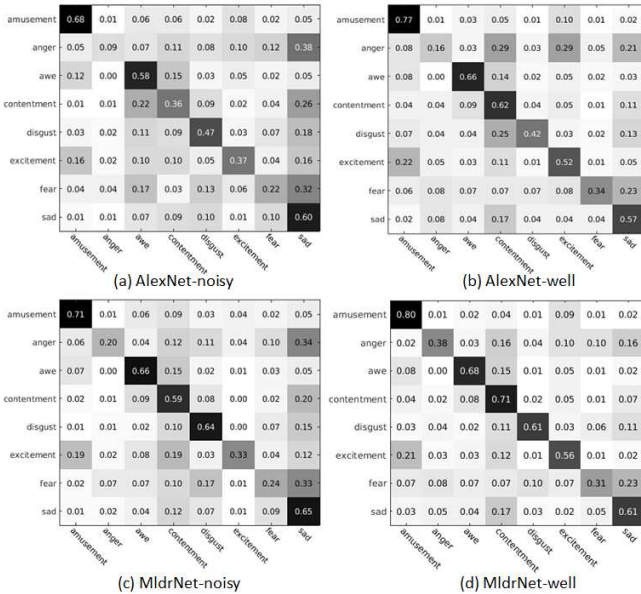 amusement 0.68 0.01 0.06 0.06 0.02 0.08 0.02 0.05
anger 0.05 0.09 0.07 0.11 0.08 0.10 0.12 0.38
awe 0.12 0.00 0.58 0.15 0.03 0.05 0.02 0.05
contentment 0.01 0.01 0.22 0.36 0.09 0.02 0.04 0.26
disgust 0.03 0.02 0.11 0.09 0.47 0.03 0.07 0.18
excitement 0.16 0.02 0.10 0.10 0.05 0.37 0.04 0.16
fear 0.04 0.04 0.17 0.03 0.13 0.06 0.22 0.32
sad 0.01 0.01 0.07 0.09 0.10 0.01 0.10 0.60
amusement anger awe contentment disgust excitement fear sad
(a) AlexNet-noisy
amusement 0.77 0.01 0.03 0.05 0.01 0.10 0.01 0.02
anger 0.08 0.16 0.03 0.29 0.03 0.29 0.05 0.21
awe 0.08 0.00 0.66 0.14 0.02 0.05 0.02 0.03
contentment 0.04 0.04 0.09 0.62 0.04 0.05 0.01 0.11
disgust 0.07 0.04 0.04 0.25 0.42 0.03 0.02 0.13
excitement 0.22 0.05 0.03 0.11 0.01 0.52 0.01 0.05
fear 0.06 0.08 0.07 0.07 0.07 0.08 0.34 0.23
sad 0.02 0.08 0.04 0.17 0.04 0.04 0.04 0.57
amusement anger awe contentment disgust excitement fear sad
(b) AlexNet-well
amusement 0.71 0.01 0.06 0.09 0.02 0.04 0.03 0.05
anger 0.06 0.20 0.04 0.12 0.11 0.04 0.10 0.34
awe 0.07 0.00 0.66 0.15 0.02 0.01 0.03 0.05
contentment 0.02 0.01 0.09 0.59 0.04 0.00 0.04 0.20
disgust 0.01 0.01 0.02 0.10 0.64 0.00 0.07 0.15
excitement 0.19 0.02 0.08 0.19 0.03 0.33 0.04 0.12
fear 0.02 0.07 0.07 0.10 0.17 0.01 0.24 0.33
sad 0.01 0.02 0.04 0.12 0.07 0.01 0.09 0.65
amusement anger awe contentment disgust excitement fear sad
(c) MldrNet-noisy
amusement 0.80 0.01 0.02 0.04 0.01 0.09 0.01 0.02
anger 0.02 0.38 0.03 0.16 0.04 0.10 0.10 0.16
awe 0.08 0.00 0.68 0.15 0.01 0.05 0.01 0.02
contentment 0.04 0.02 0.08 0.71 0.02 0.05 0.01 0.07
disgust 0.03 0.04 0.02 0.11 0.61 0.03 0.06 0.11
excitement 0.21 0.03 0.03 0.12 0.01 0.56 0.01 0.02
fear 0.07 0.08 0.07 0.07 0.10 0.07 0.31 0.23
sad 0.03 0.05 0.04 0.17 0.03 0.02 0.05 0.61
amusement anger awe contentment disgust excitement fear sad
(d) MldrNet-well